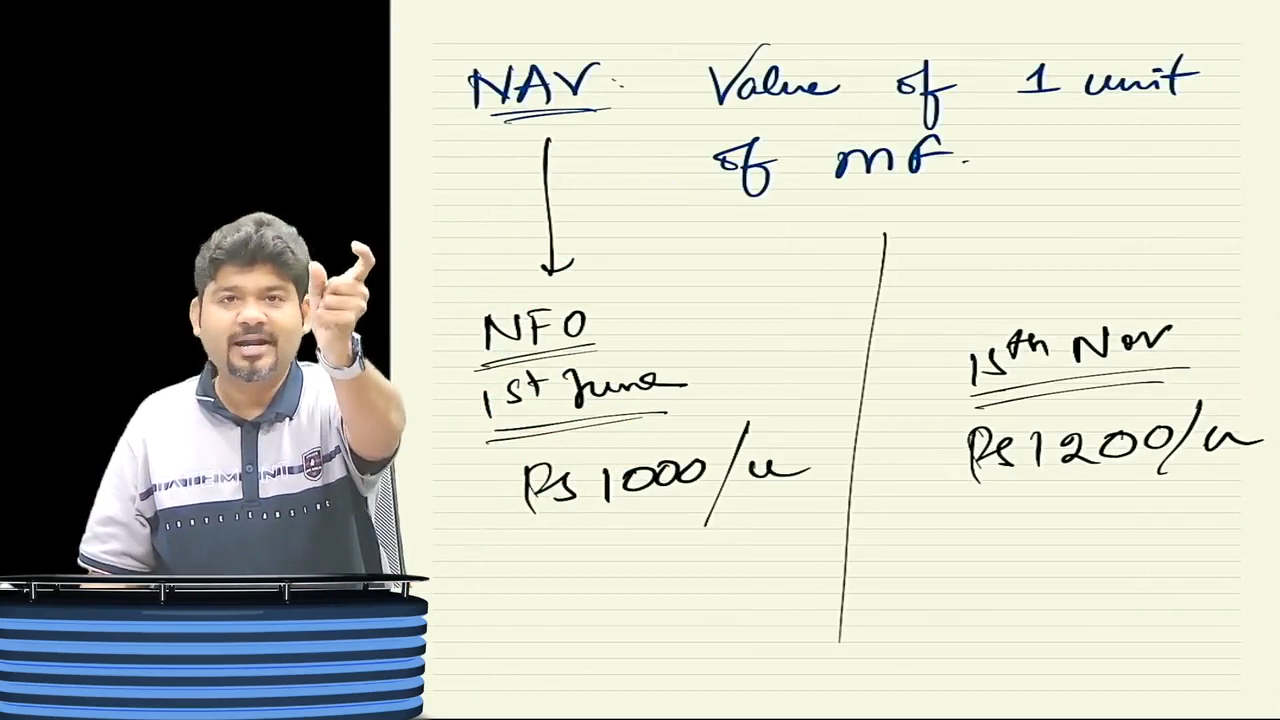 NAV: Value of 1 unit
of MF.
NFO
1st June
Rs 1000/u
15th Nov
Rs 1200/u